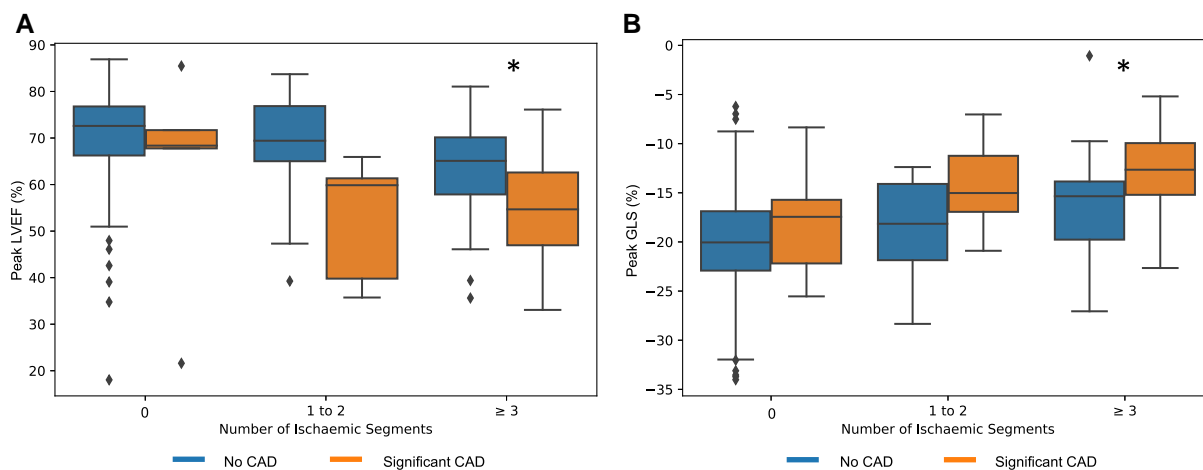 A
90
80
70
60
50
40
30
20
Peak LVEF (%)
0
1 to 2
≥ 3
Number of Ischaemic Segments
No CAD
Significant CAD
*
B
0
−5
−10
−15
−20
−25
−30
−35
Peak GLS (%)
0
1 to 2
≥ 3
Number of Ischaemic Segments
No CAD
Significant CAD
*